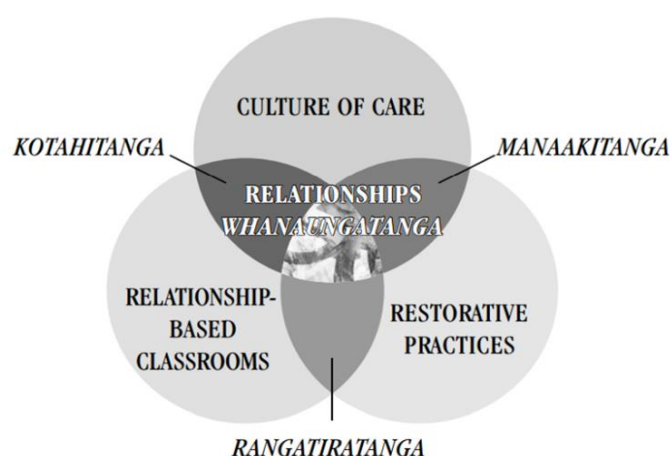 CULTURE OF CARE
KOTAHITANGA
MANAAKITANGA
RELATIONSHIPS
WHANAUNGATANGA
RELATIONSHIP-
BASED
CLASSROOMS
RESTORATIVE
PRACTICES
RANGATIRATANGA